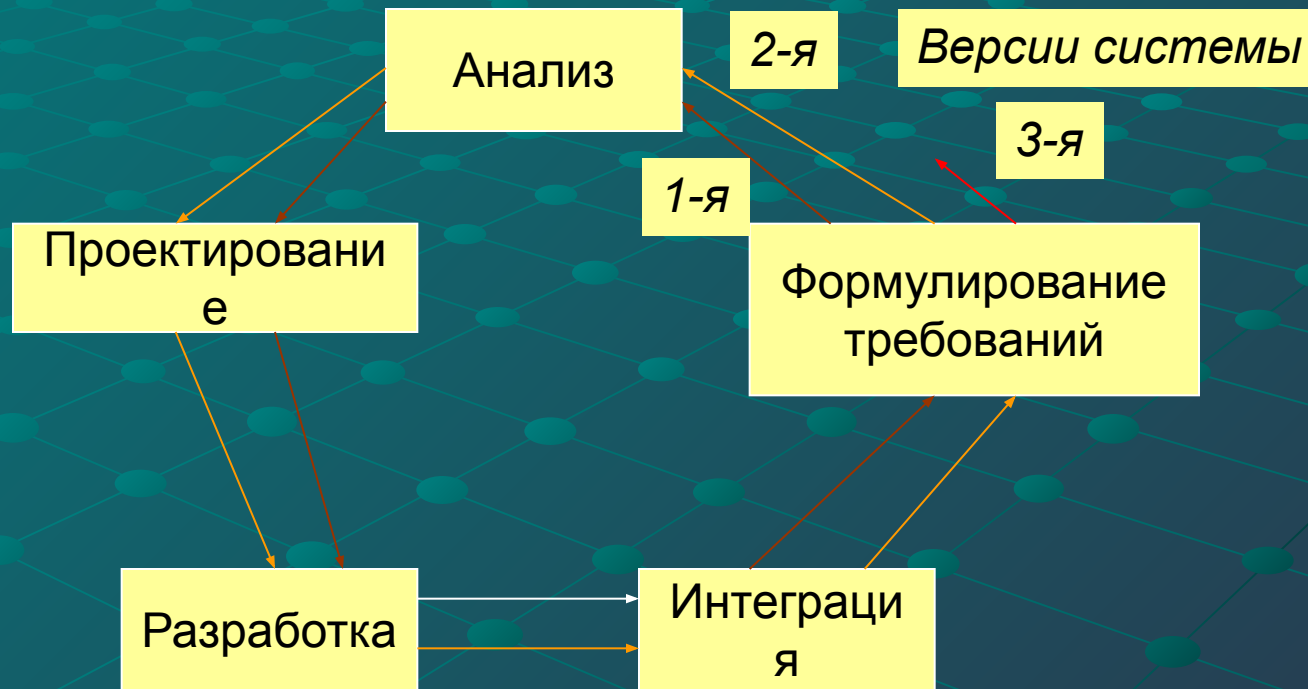 Анализ
2-я
Версии системы
3-я
1-я
Проектировани
е
Формулирование
требований
Разработка
Интеграци
я